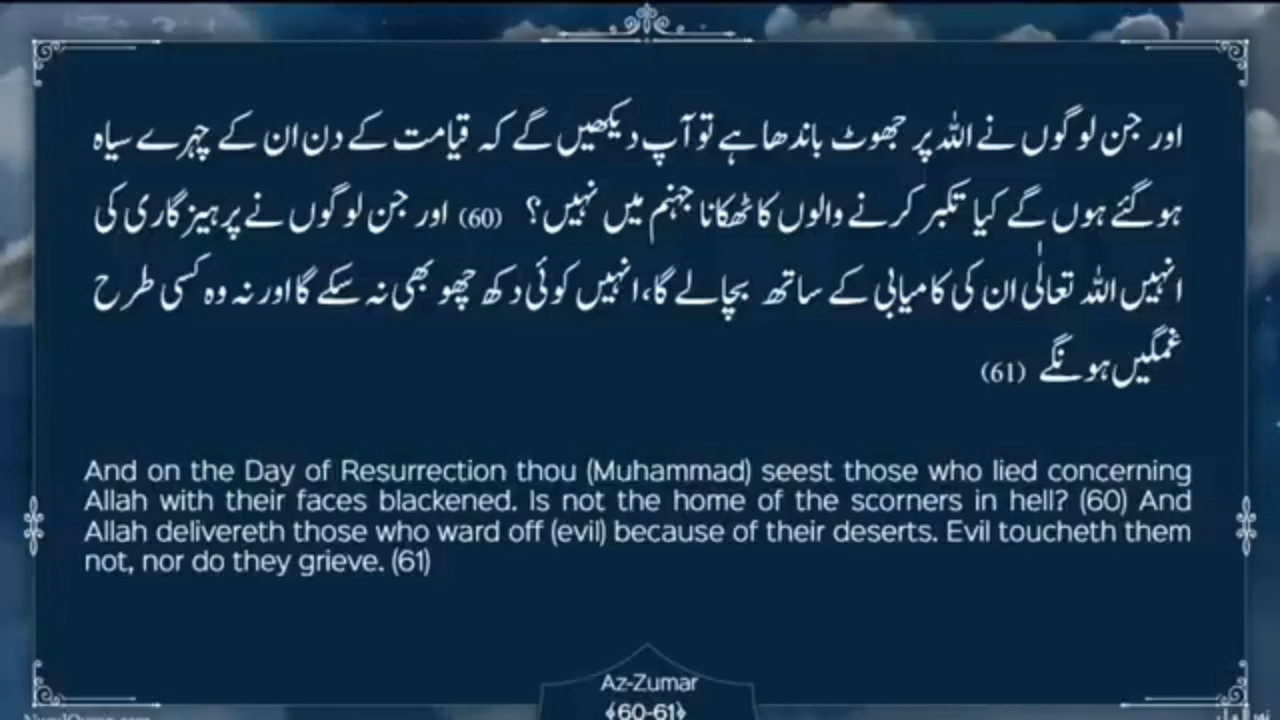 اور جن لوگوں نے اللہ پر جھوٹ باندھا ہے تو آپ دیکھیں گے کہ قیامت کے دن ان کے چہرے سیاہ
ہوگئے ہوں گے کیا تکبر کرنے والوں کا ٹھکانا جہنم میں نہیں؟ (60) اور جن لوگوں نے پرہیزگاری کی
انہیں اللہ تعالٰی ان کی کامیابی کے ساتھ بچالے گا، انہیں کوئی دکھ چھو بھی نہ سکے گا اور نہ وہ کسی طرح
غمگین ہونگے (61)
And on the Day of Resurrection thou (Muhammad) seest those who lied concerning
Allah with their faces blackened. Is not the home of the scorners in hell? (60) And
Allah delivereth those who ward off (evil) because of their deserts. Evil toucheth them
not, nor do they grieve. (61)
Az-Zumar
﴾60-61﴿